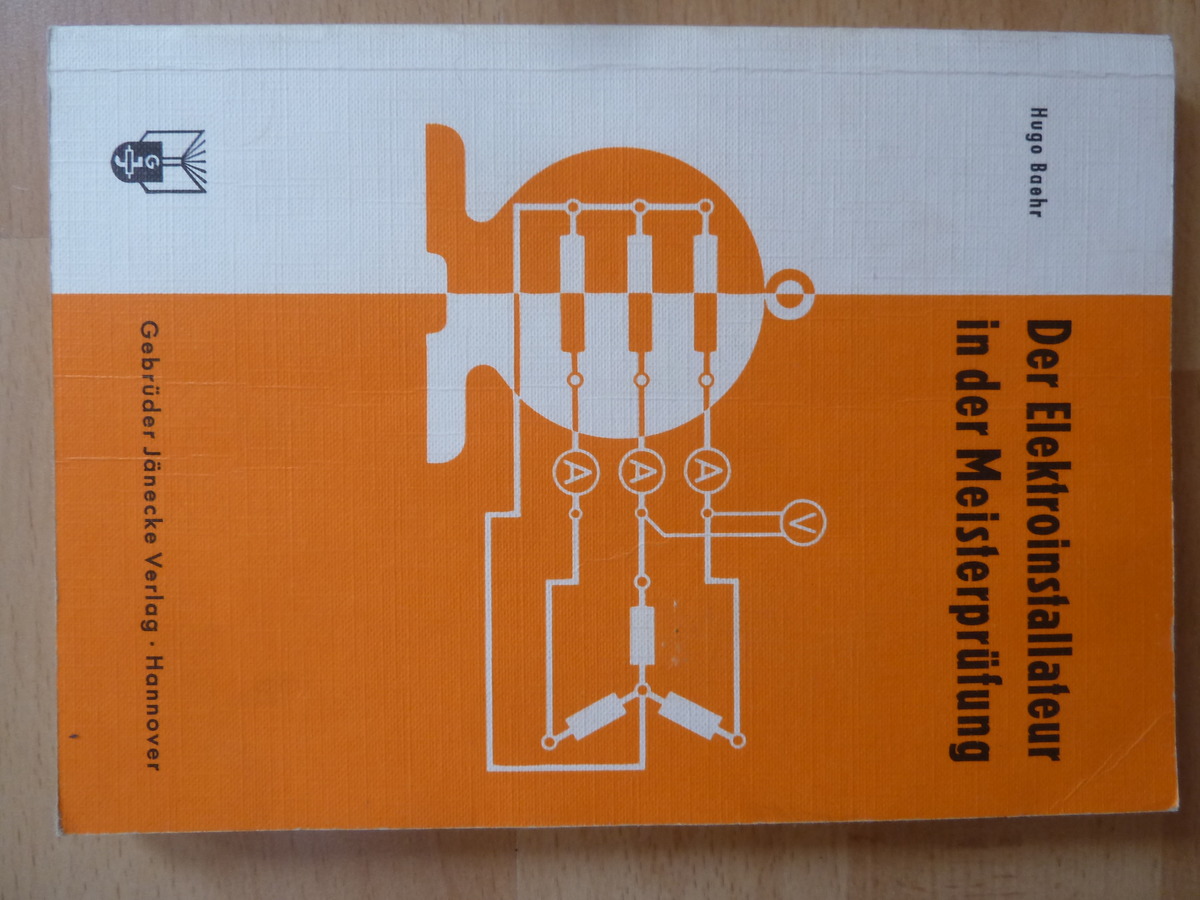 Hugo Baehr
Der Elektroinstallateur
in der Meisterprüfung
V
A
A
A
G J
Gebrüder Jänecke Verlag · Hannover